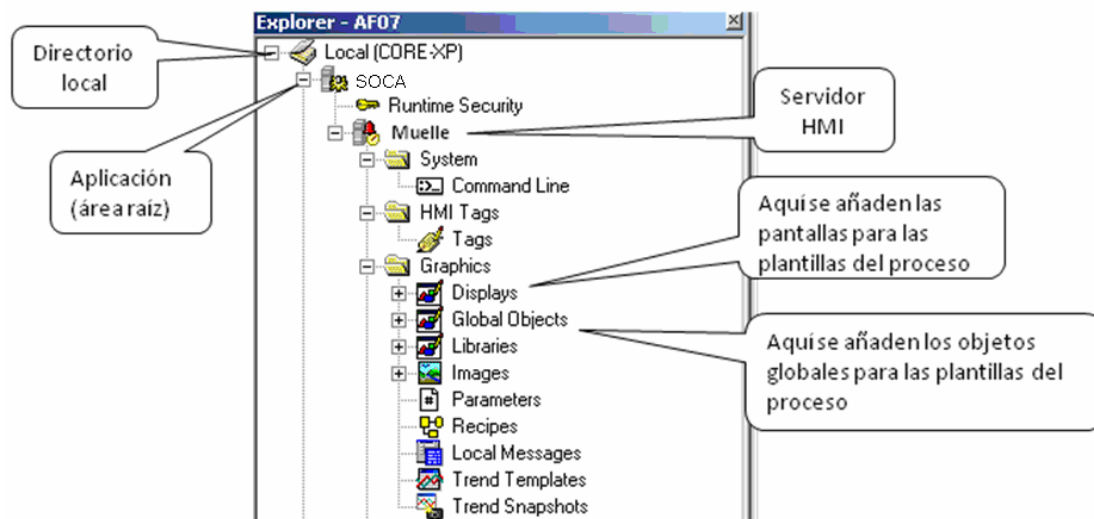 Explorer - AF07
Directorio
local
Local (CORE-XP)
SOCA
Runtime Security
Servidor
HMI
Muelle
System
Command Line
Aplicación
(área raíz)
HMI Tags
Tags
Aquí se añaden las
pantallas para las
plantillas del proceso
Graphics
Displays
Global Objects
Libraries
Images
Aquí se añaden los objetos
globales para las plantillas del
proceso
Parameters
Recipes
Local Messages
Trend Templates
Trend Snapshots